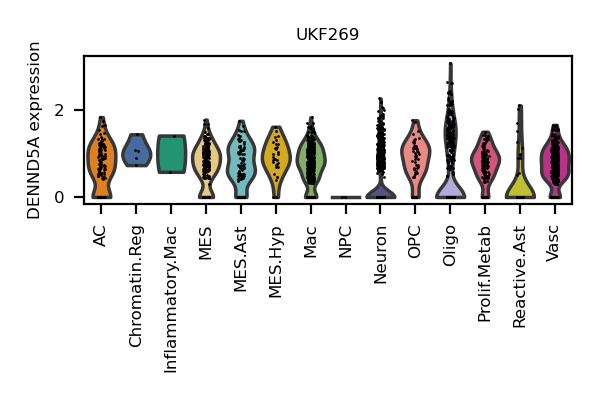 UKF269
DENND5A expression
2
0
AC
Chromatin.Reg
Inflammatory.Mac
MES
MES.Ast
MES.Hyp
Mac
NPC
Neuron
OPC
Oligo
Prolif.Metab
Reactive.Ast
Vasc